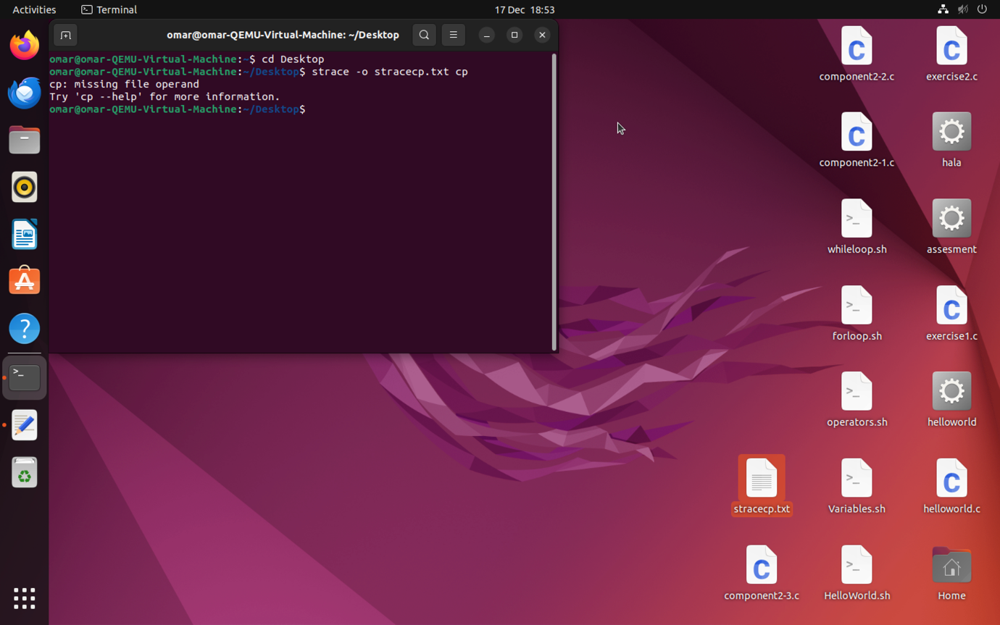 Activities
Terminal
17 Dec 18:53
omar@omar-QEMU-Virtual-Machine: ~/Desktop
omar@omar-QEMU-Virtual-Machine:~$ cd Desktop
omar@omar-QEMU-Virtual-Machine:~/Desktop$ strace -o stracecp.txt cp
cp: missing file operand
Try 'cp --help' for more information.
omar@omar-QEMU-Virtual-Machine:~/Desktop$
component2-2.c
exercise2.c
component2-1.c
hala
whileloop.sh
assesment
forloop.sh
exercise1.c
operators.sh
helloworld
stracecp.txt
Variables.sh
helloworld.c
component2-3.c
HelloWorld.sh
Home